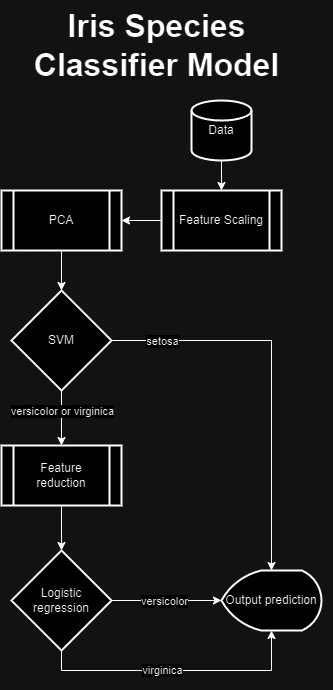 Iris Species
Classifier Model
Data
PCA
Feature Scaling
SVM
setosa
versicolor or virginica
Feature
reduction
Logistic
regression
versicolor
Output prediction
virginica